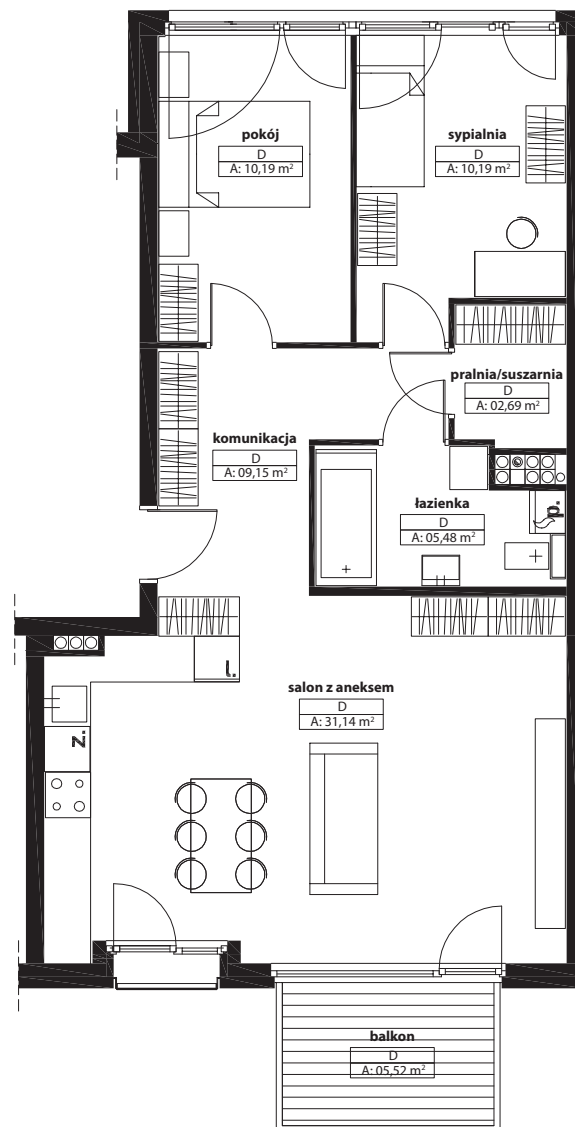 pokój
D
A: 10,19 m²
sypialnia
D
A: 10,19 m²
pralnia/suszarnia
D
A: 02,69 m²
komunikacja
D
A: 09,15 m²
łazienka
D
A: 05,48 m²
p.
l.
salon z aneksem
D
A: 31,14 m²
z.
balkon
D
A: 05,52 m²